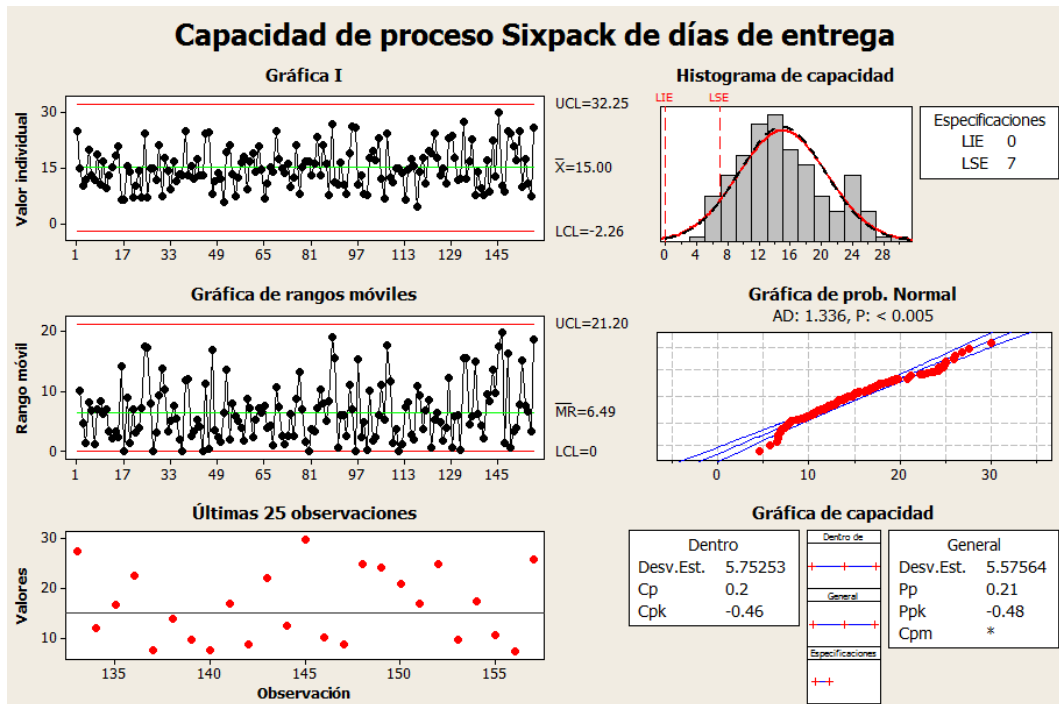 Capacidad de proceso Sixpack de días de entrega
Gráfica I
Valor individual
30
15
0
1 17 33 49 65 81 97 113 129 145
UCL=32.25
X=15.00
LCL=-2.26
Histograma de capacidad
LIE LSE
0 4 8 12 16 20 24 28
Especificaciones
LIE 0
LSE 7
Gráfica de rangos móviles
Rango móvil
20
10
0
1 17 33 49 65 81 97 113 129 145
UCL=21.20
MR=6.49
LCL=0
Gráfica de prob. Normal
AD: 1.336, P: < 0.005
0 10 20 30
Últimas 25 observaciones
Valores
30
20
10
135 140 145 150 155
Observación
Gráfica de capacidad
Dentro
Desv.Est. 5.75253
Cp 0.2
Cpk -0.46
Dentro de
General
Especificaciones
General
Desv.Est. 5.57564
Pp 0.21
Ppk -0.48
Cpm *